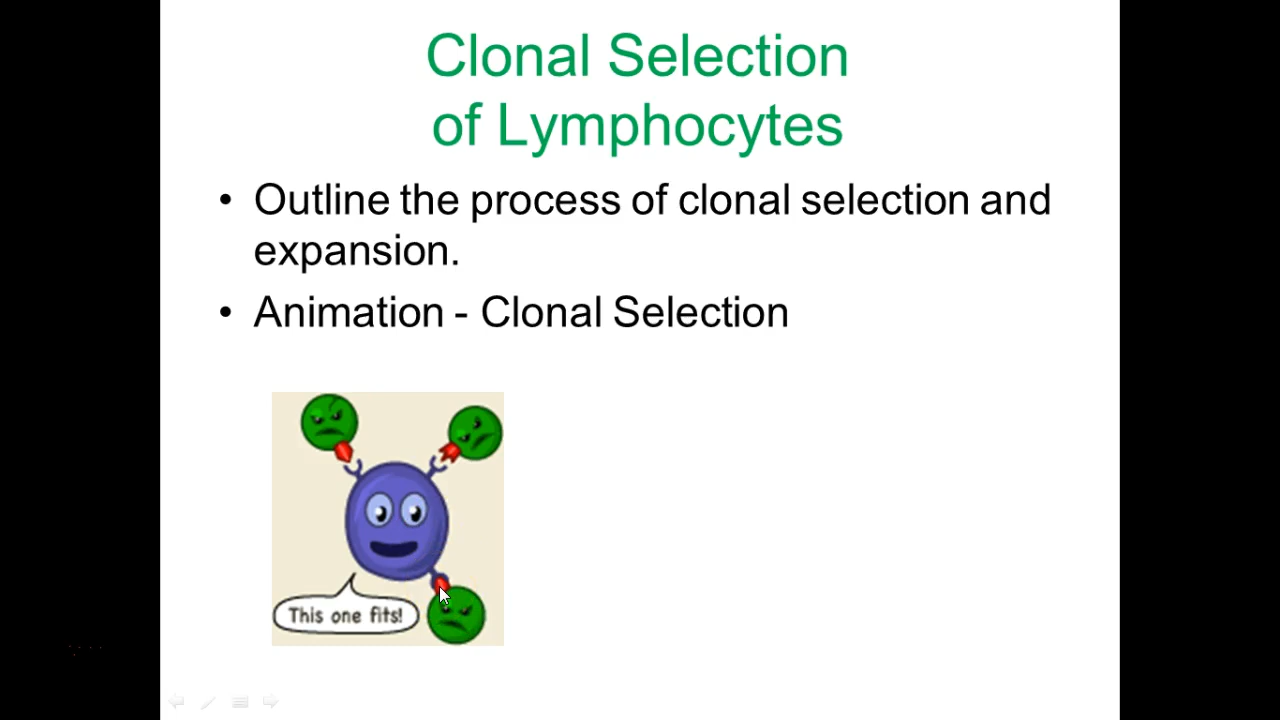 Clonal Selection
of Lymphocytes
• Outline the process of clonal selection and
expansion.
• Animation - Clonal Selection
This one fits!